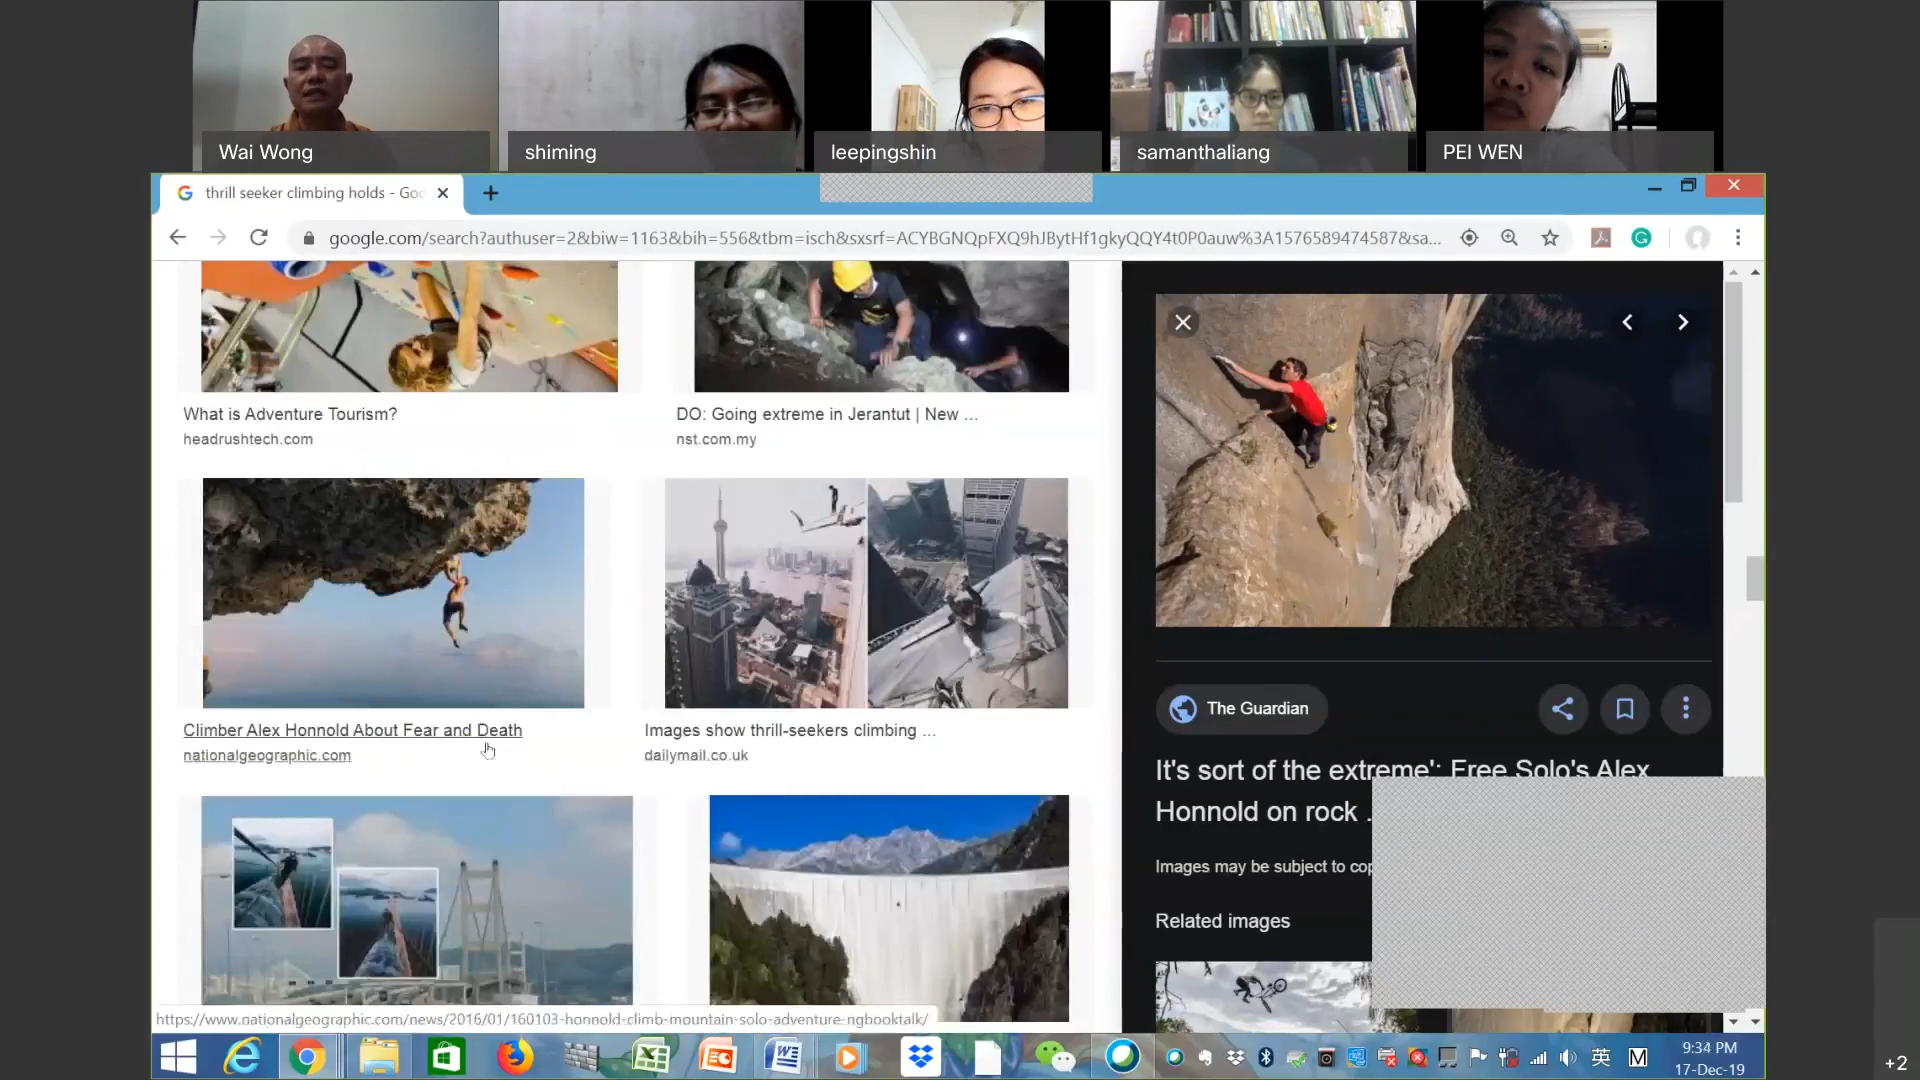 Wai Wong
shiming
leepingshin
samanthaliang
PEI WEN
thrill seeker climbing holds - Goo
google.com/search?authuser=2&biw=1163&bih=556&tbm=isch&sxsrf=ACYBGNQpFXQ9hJBytHf1gkyQQY4t0P0auw%3A1576589474587&sa...
What is Adventure Tourism?
headrushtech.com
DO: Going extreme in Jerantut | New ...
nst.com.my
Climber Alex Honnold About Fear and Death
nationalgeographic.com
Images show thrill-seekers climbing ...
dailymail.co.uk
The Guardian
It's sort of the extreme': Free Solo's Alex
Honnold on rock .
Images may be subject to cop
Related images
https://www.nationalgeographic.com/news/2016/01/160103-honnold-climb-mountain-solo-adventure-ngbooktalk/
英
M
9:34 PM
17-Dec-19
+2